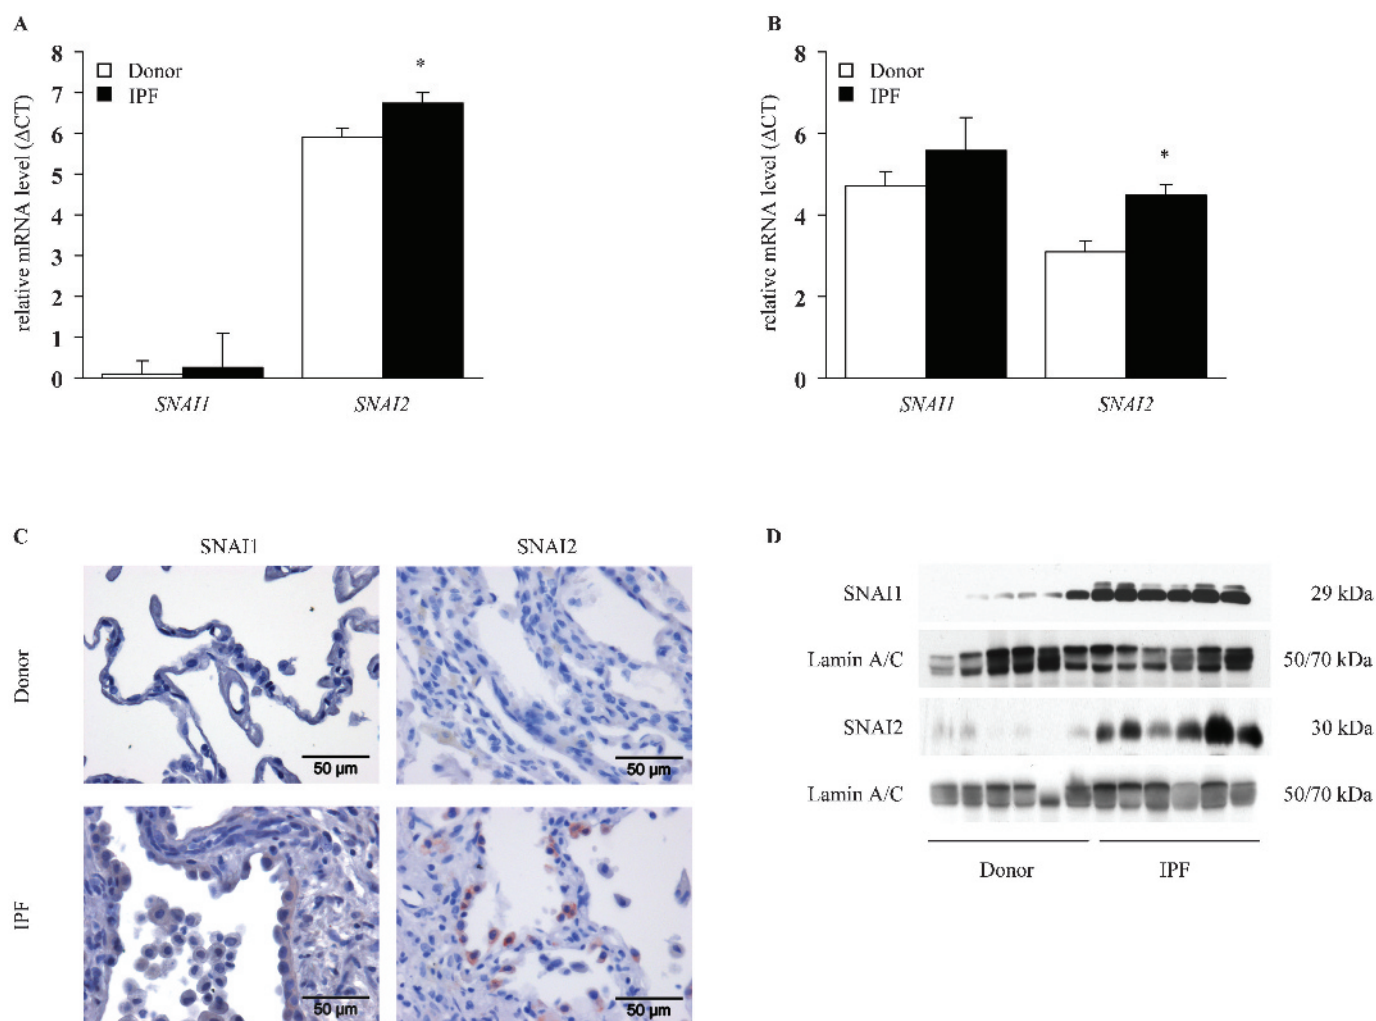 A
8
7
6
5
4
3
2
1
0
relative mRNA level (ΔCT)
Donor
IPF
*
SNAI1
SNAI2
B
8
6
4
2
0
relative mRNA level (ΔCT)
Donor
IPF
*
SNAI1
SNAI2
C
SNAI1
SNAI2
Donor
50 µm
50 µm
IPF
50 µm
50 µm
D
SNAI1
29 kDa
Lamin A/C
50/70 kDa
SNAI2
30 kDa
Lamin A/C
50/70 kDa
Donor
IPF